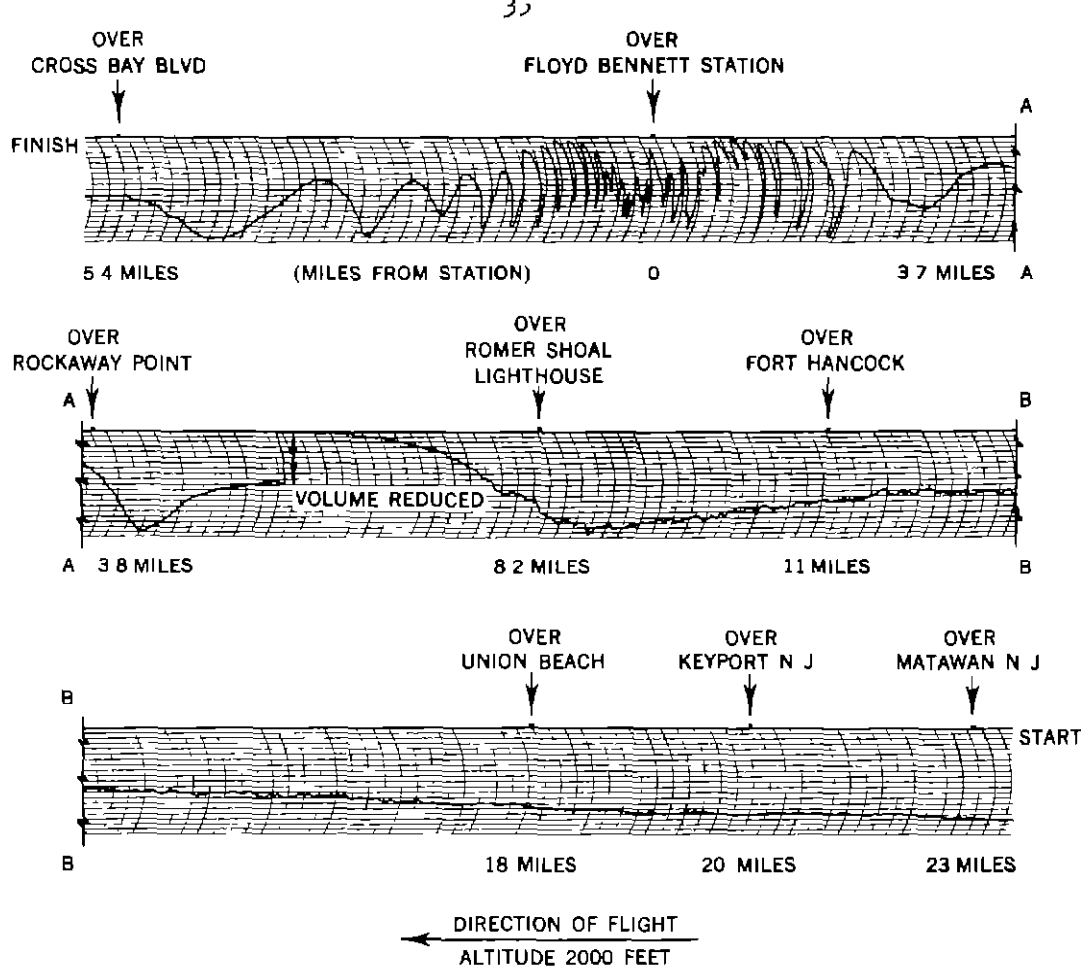 35
OVER
CROSS BAY BLVD
OVER
FLOYD BENNETT STATION
A
FINISH
5 4 MILES (MILES FROM STATION) 0 3 7 MILES A
OVER
ROCKAWAY POINT
OVER
ROMER SHOAL
LIGHTHOUSE
OVER
FORT HANCOCK
A B
VOLUME REDUCED
A 3 8 MILES 8 2 MILES 11 MILES B
OVER
UNION BEACH
OVER
KEYPORT N J
OVER
MATAWAN N J
B
START
B 18 MILES 20 MILES 23 MILES
DIRECTION OF FLIGHT
ALTITUDE 2000 FEET